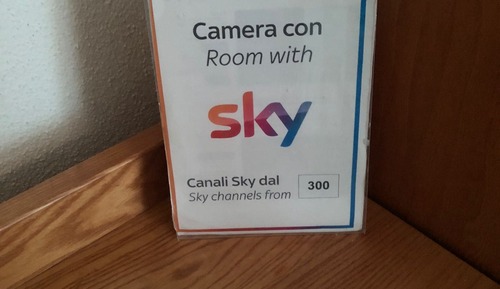 Camera con
Room with
sky
Canali Sky dal
Sky channels from
300